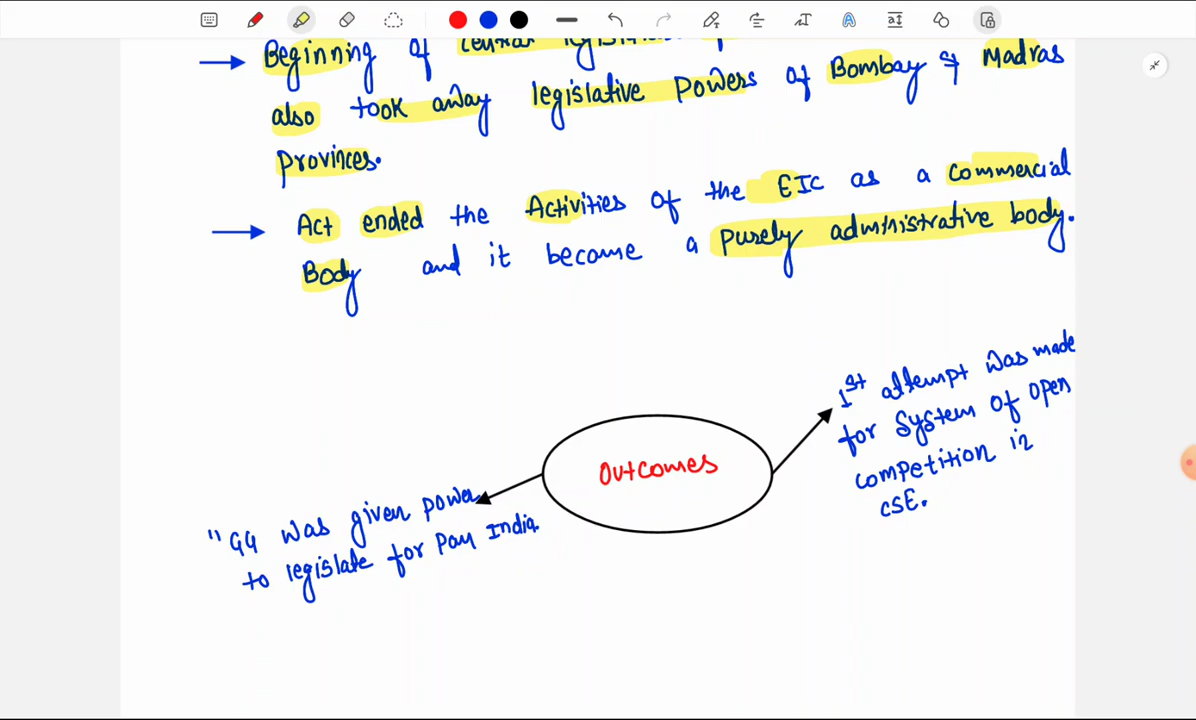 → Beginning of central
also took away legislative Powers of Bombay & Madras
Provinces.
→ Act ended the Activities of the EIC as a commercial
Body and it became a purely administrative body.
1st attempt was made
for system of open
competition in
CSE.
Outcomes
"GG was given power
to legislate for Pan India.